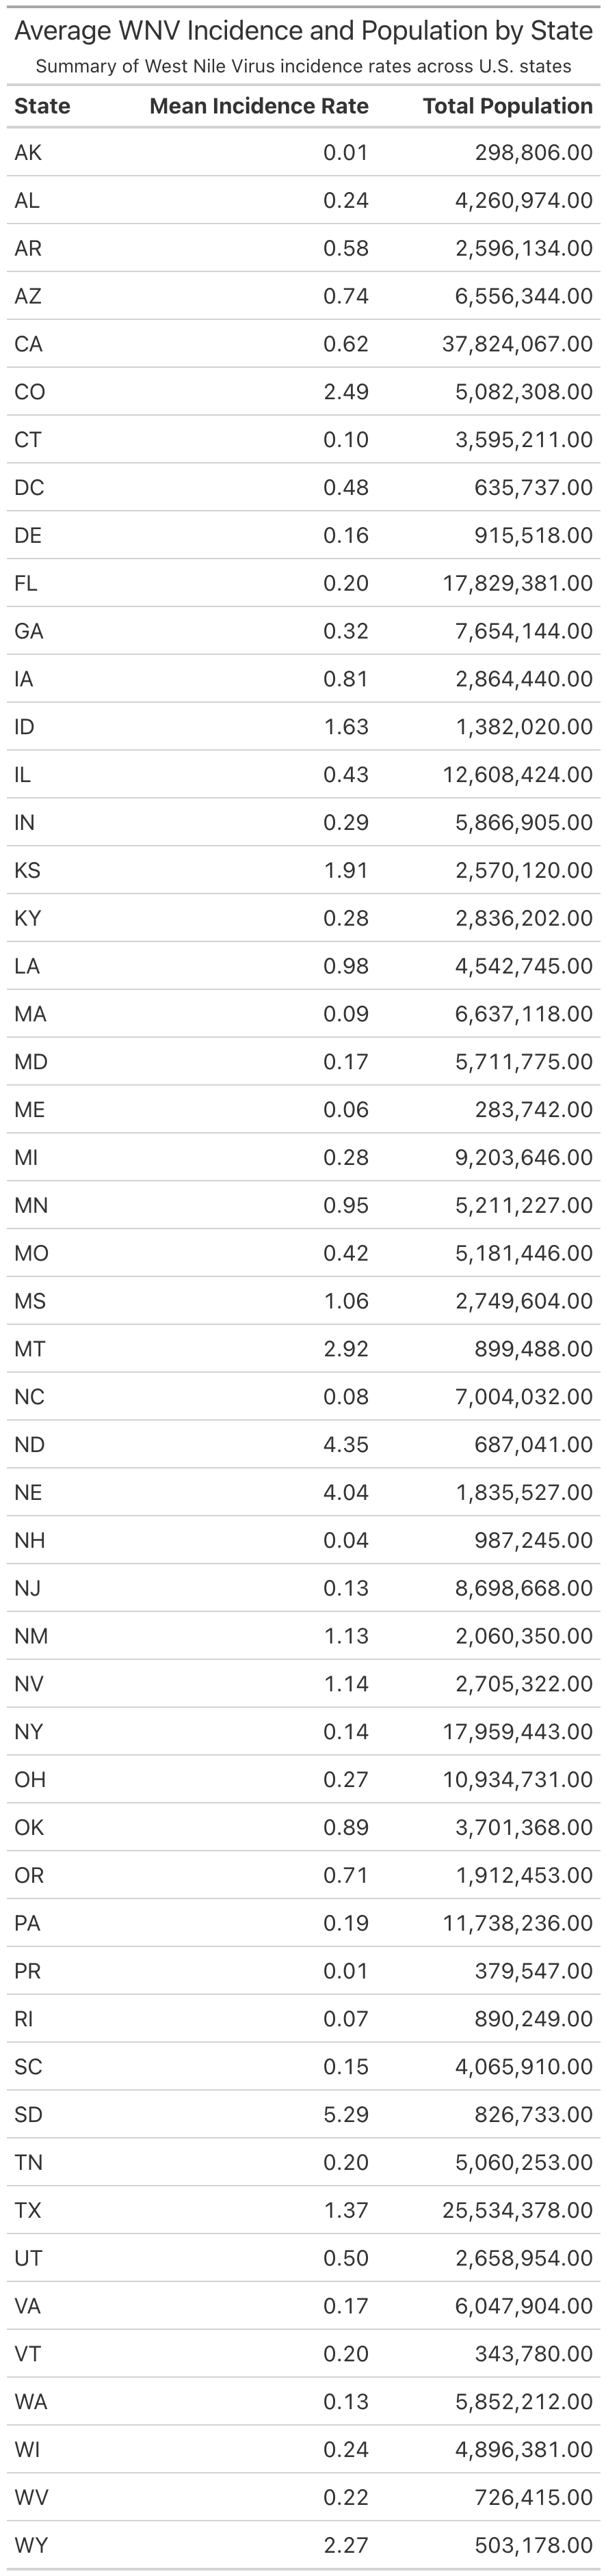 Average WNV Incidence and Population by State
Summary of West Nile Virus incidence rates across U.S. states
State Mean Incidence Rate Total Population
AK 0.01 298,806.00
AL 0.24 4,260,974.00
AR 0.58 2,596,134.00
AZ 0.74 6,556,344.00
CA 0.62 37,824,067.00
CO 2.49 5,082,308.00
CT 0.10 3,595,211.00
DC 0.48 635,737.00
DE 0.16 915,518.00
FL 0.20 17,829,381.00
GA 0.32 7,654,144.00
IA 0.81 2,864,440.00
ID 1.63 1,382,020.00
IL 0.43 12,608,424.00
IN 0.29 5,866,905.00
KS 1.91 2,570,120.00
KY 0.28 2,836,202.00
LA 0.98 4,542,745.00
MA 0.09 6,637,118.00
MD 0.17 5,711,775.00
ME 0.06 283,742.00
MI 0.28 9,203,646.00
MN 0.95 5,211,227.00
MO 0.42 5,181,446.00
MS 1.06 2,749,604.00
MT 2.92 899,488.00
NC 0.08 7,004,032.00
ND 4.35 687,041.00
NE 4.04 1,835,527.00
NH 0.04 987,245.00
NJ 0.13 8,698,668.00
NM 1.13 2,060,350.00
NV 1.14 2,705,322.00
NY 0.14 17,959,443.00
OH 0.27 10,934,731.00
OK 0.89 3,701,368.00
OR 0.71 1,912,453.00
PA 0.19 11,738,236.00
PR 0.01 379,547.00
RI 0.07 890,249.00
SC 0.15 4,065,910.00
SD 5.29 826,733.00
TN 0.20 5,060,253.00
TX 1.37 25,534,378.00
UT 0.50 2,658,954.00
VA 0.17 6,047,904.00
VT 0.20 343,780.00
WA 0.13 5,852,212.00
WI 0.24 4,896,381.00
WV 0.22 726,415.00
WY 2.27 503,178.00